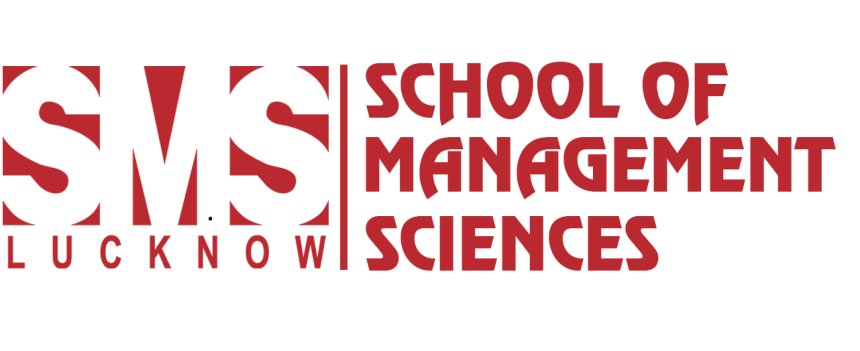 SMS
LUCKNOW
SCHOOL OF
MANAGEMENT
SCIENCES